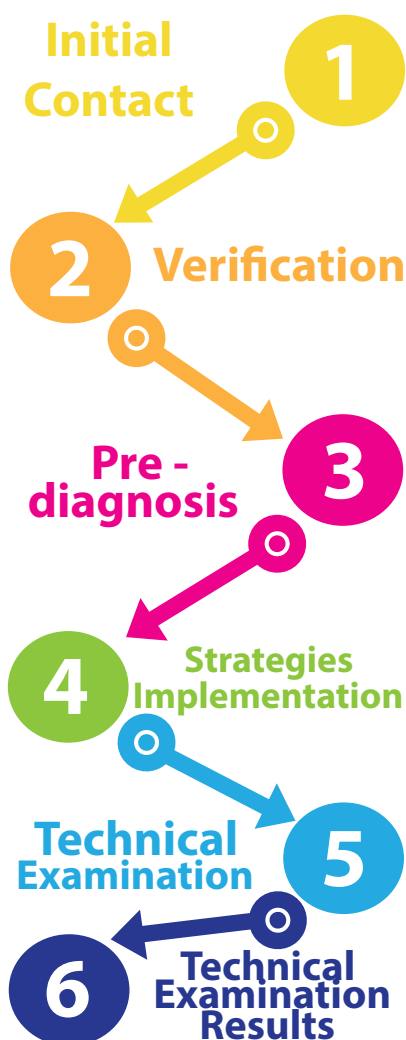 1
Initial
Contact
2
Verification
3
Pre -
diagnosis
4
Strategies
Implementation
5
Technical
Examination
6
Technical
Examination
Results